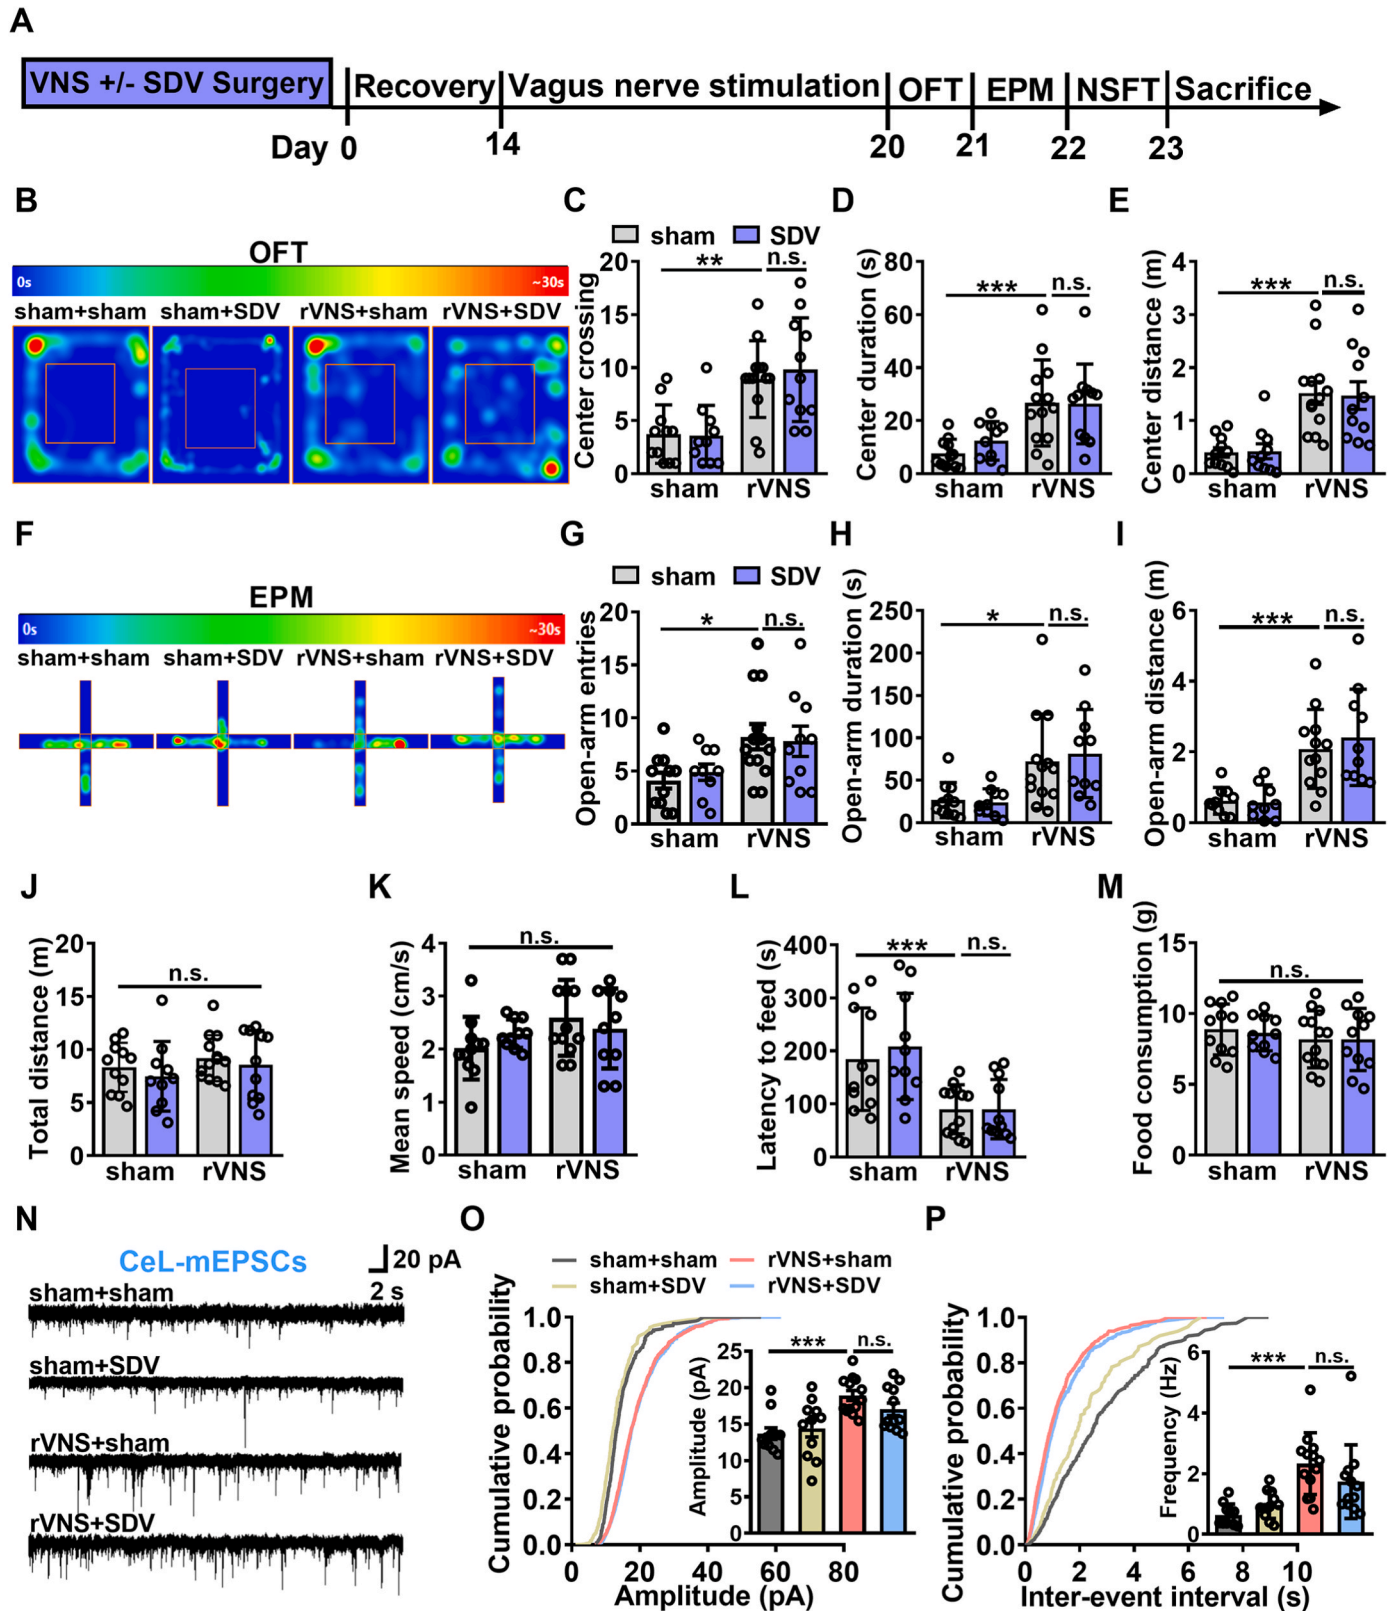 A
VNS +/- SDV Surgery
Recovery
Vagus nerve stimulation
OFT
EPM
NSFT
Sacrifice
Day 0
14
20
21
22
23
B
OFT
0s
~30s
sham+sham
sham+SDV
rVNS+sham
rVNS+SDV
C
sham
SDV
Center crossing
20
15
10
5
0
**
n.s.
sham
rVNS
D
Center duration (s)
80
60
40
20
0
***
n.s.
sham
rVNS
E
Center distance (m)
4
3
2
1
0
***
n.s.
sham
rVNS
F
EPM
0s
~30s
sham+sham
sham+SDV
rVNS+sham
rVNS+SDV
G
sham
SDV
Open-arm entries
20
15
10
5
0
*
n.s.
sham
rVNS
H
Open-arm duration (s)
250
200
150
100
50
0
*
n.s.
sham
rVNS
I
Open-arm distance (m)
6
4
2
0
***
n.s.
sham
rVNS
J
Total distance (m)
20
15
10
5
0
n.s.
sham
rVNS
K
Mean speed (cm/s)
4
3
2
1
0
n.s.
sham
rVNS
L
Latency to feed (s)
400
300
200
100
0
***
n.s.
sham
rVNS
M
Food consumption (g)
15
10
5
0
n.s.
sham
rVNS
N
CeL-mEPSCs
20 pA
2 s
sham+sham
sham+SDV
rVNS+sham
rVNS+SDV
O
sham+sham
sham+SDV
rVNS+sham
rVNS+SDV
Cumulative probability
1.0
0.8
0.6
0.4
0.2
0.0
0
20
40
60
80
Amplitude (pA)
Amplitude (pA)
25
20
15
10
5
0
***
n.s.
P
Cumulative probability
1.0
0.8
0.6
0.4
0.2
0.0
0
2
4
6
8
10
Inter-event interval (s)
Frequency (Hz)
6
4
2
0
***
n.s.